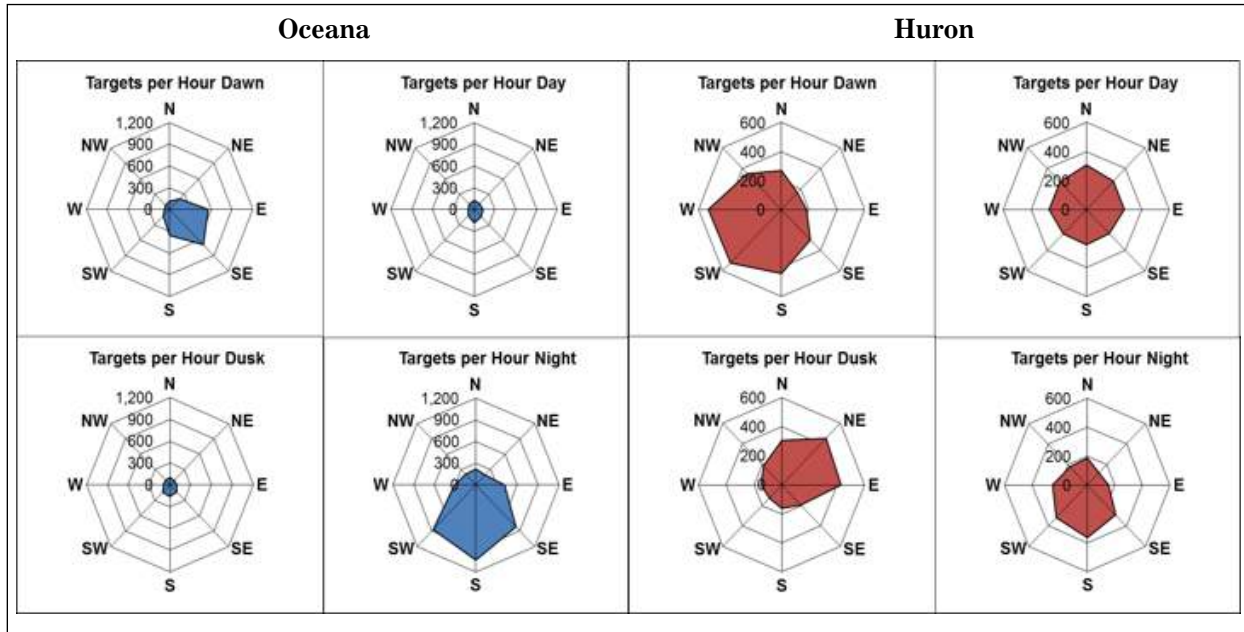 Oceana
Huron
Targets per Hour Dawn
N
1,200
NW
NE
900
600
300
W
0
E
SW
SE
S
Targets per Hour Day
N
1,200
NW
NE
900
600
300
W
0
E
SW
SE
S
Targets per Hour Dawn
N
600
NW
NE
400
200
W
0
E
SW
SE
S
Targets per Hour Day
N
600
NW
NE
400
200
W
0
E
SW
SE
S
Targets per Hour Dusk
N
1,200
NW
NE
900
600
300
W
0
E
SW
SE
S
Targets per Hour Night
N
1,200
NW
NE
900
600
300
W
0
E
SW
SE
S
Targets per Hour Dusk
N
600
NW
NE
400
200
W
0
E
SW
SE
S
Targets per Hour Night
N
600
NW
NE
400
200
W
0
E
SW
SE
S